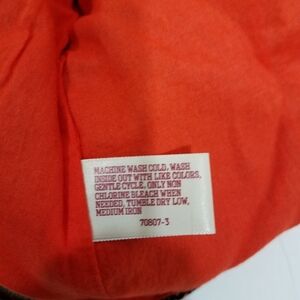 MACHINE WASH COLD. WASH
INSIDE OUT WITH LIKE COLORS.
GENTLE CYCLE. ONLY NON
CHLORINE BLEACH WHEN
NEEDED, TUMBLE DRY LOW,
MEDIUM IRON
70807-3